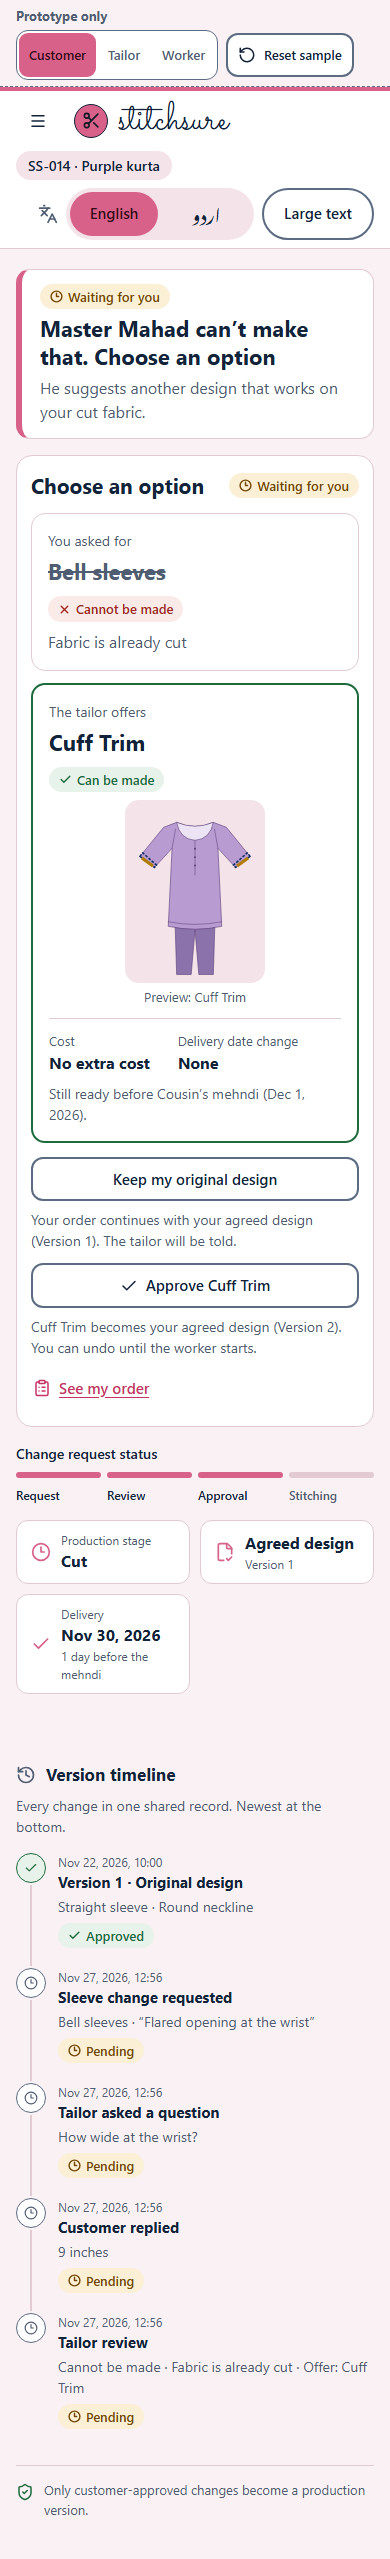 Prototype only
Customer
Tailor
Worker
Reset sample
stitchsure
SS-014 · Purple kurta
English
اردو
Large text
Waiting for you
Master Mahad can’t make
that. Choose an option
He suggests another design that works on
your cut fabric.
Choose an option
Waiting for you
You asked for
Bell sleeves
Cannot be made
Fabric is already cut
The tailor offers
Cuff Trim
Can be made
Preview: Cuff Trim
Cost
No extra cost
Delivery date change
None
Still ready before Cousin’s mehndi (Dec 1,
2026).
Keep my original design
Your order continues with your agreed design
(Version 1). The tailor will be told.
Approve Cuff Trim
Cuff Trim becomes your agreed design (Version 2).
You can undo until the worker starts.
See my order
Change request status
Request
Review
Approval
Stitching
Production stage
Cut
Agreed design
Version 1
Delivery
Nov 30, 2026
1 day before the
mehndi
Version timeline
Every change in one shared record. Newest at the
bottom.
Nov 22, 2026, 10:00
Version 1 · Original design
Straight sleeve · Round neckline
Approved
Nov 27, 2026, 12:56
Sleeve change requested
Bell sleeves · “Flared opening at the wrist”
Pending
Nov 27, 2026, 12:56
Tailor asked a question
How wide at the wrist?
Pending
Nov 27, 2026, 12:56
Customer replied
9 inches
Pending
Nov 27, 2026, 12:56
Tailor review
Cannot be made · Fabric is already cut · Offer: Cuff
Trim
Pending
Only customer-approved changes become a production
version.